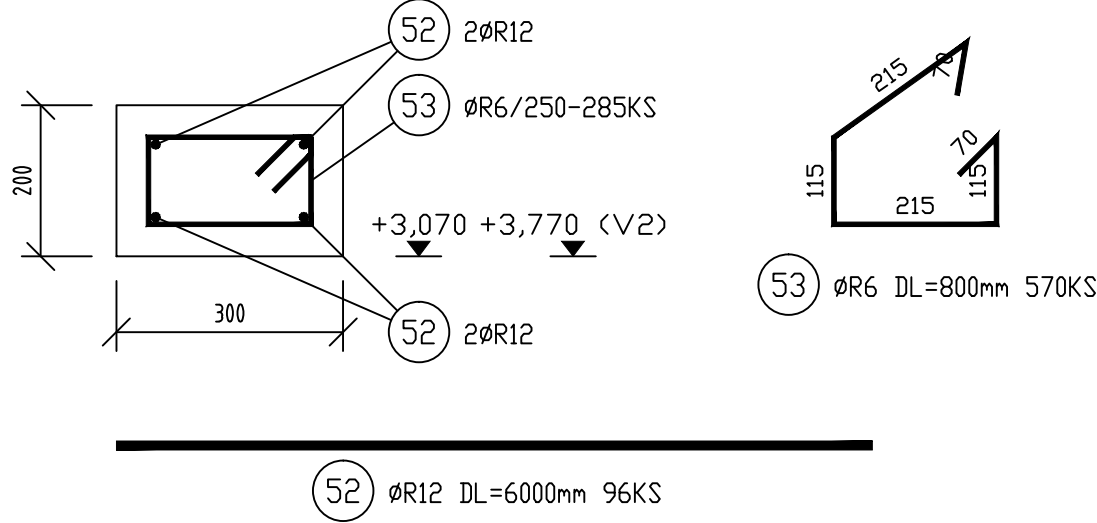 52 2øR12
53 øR6/250-285KS
200
+3,070 +3,770 (V2)
300
52 2øR12
215
70
70
115
115
215
53 øR6 DL=800mm 570KS
52 øR12 DL=6000mm 96KS